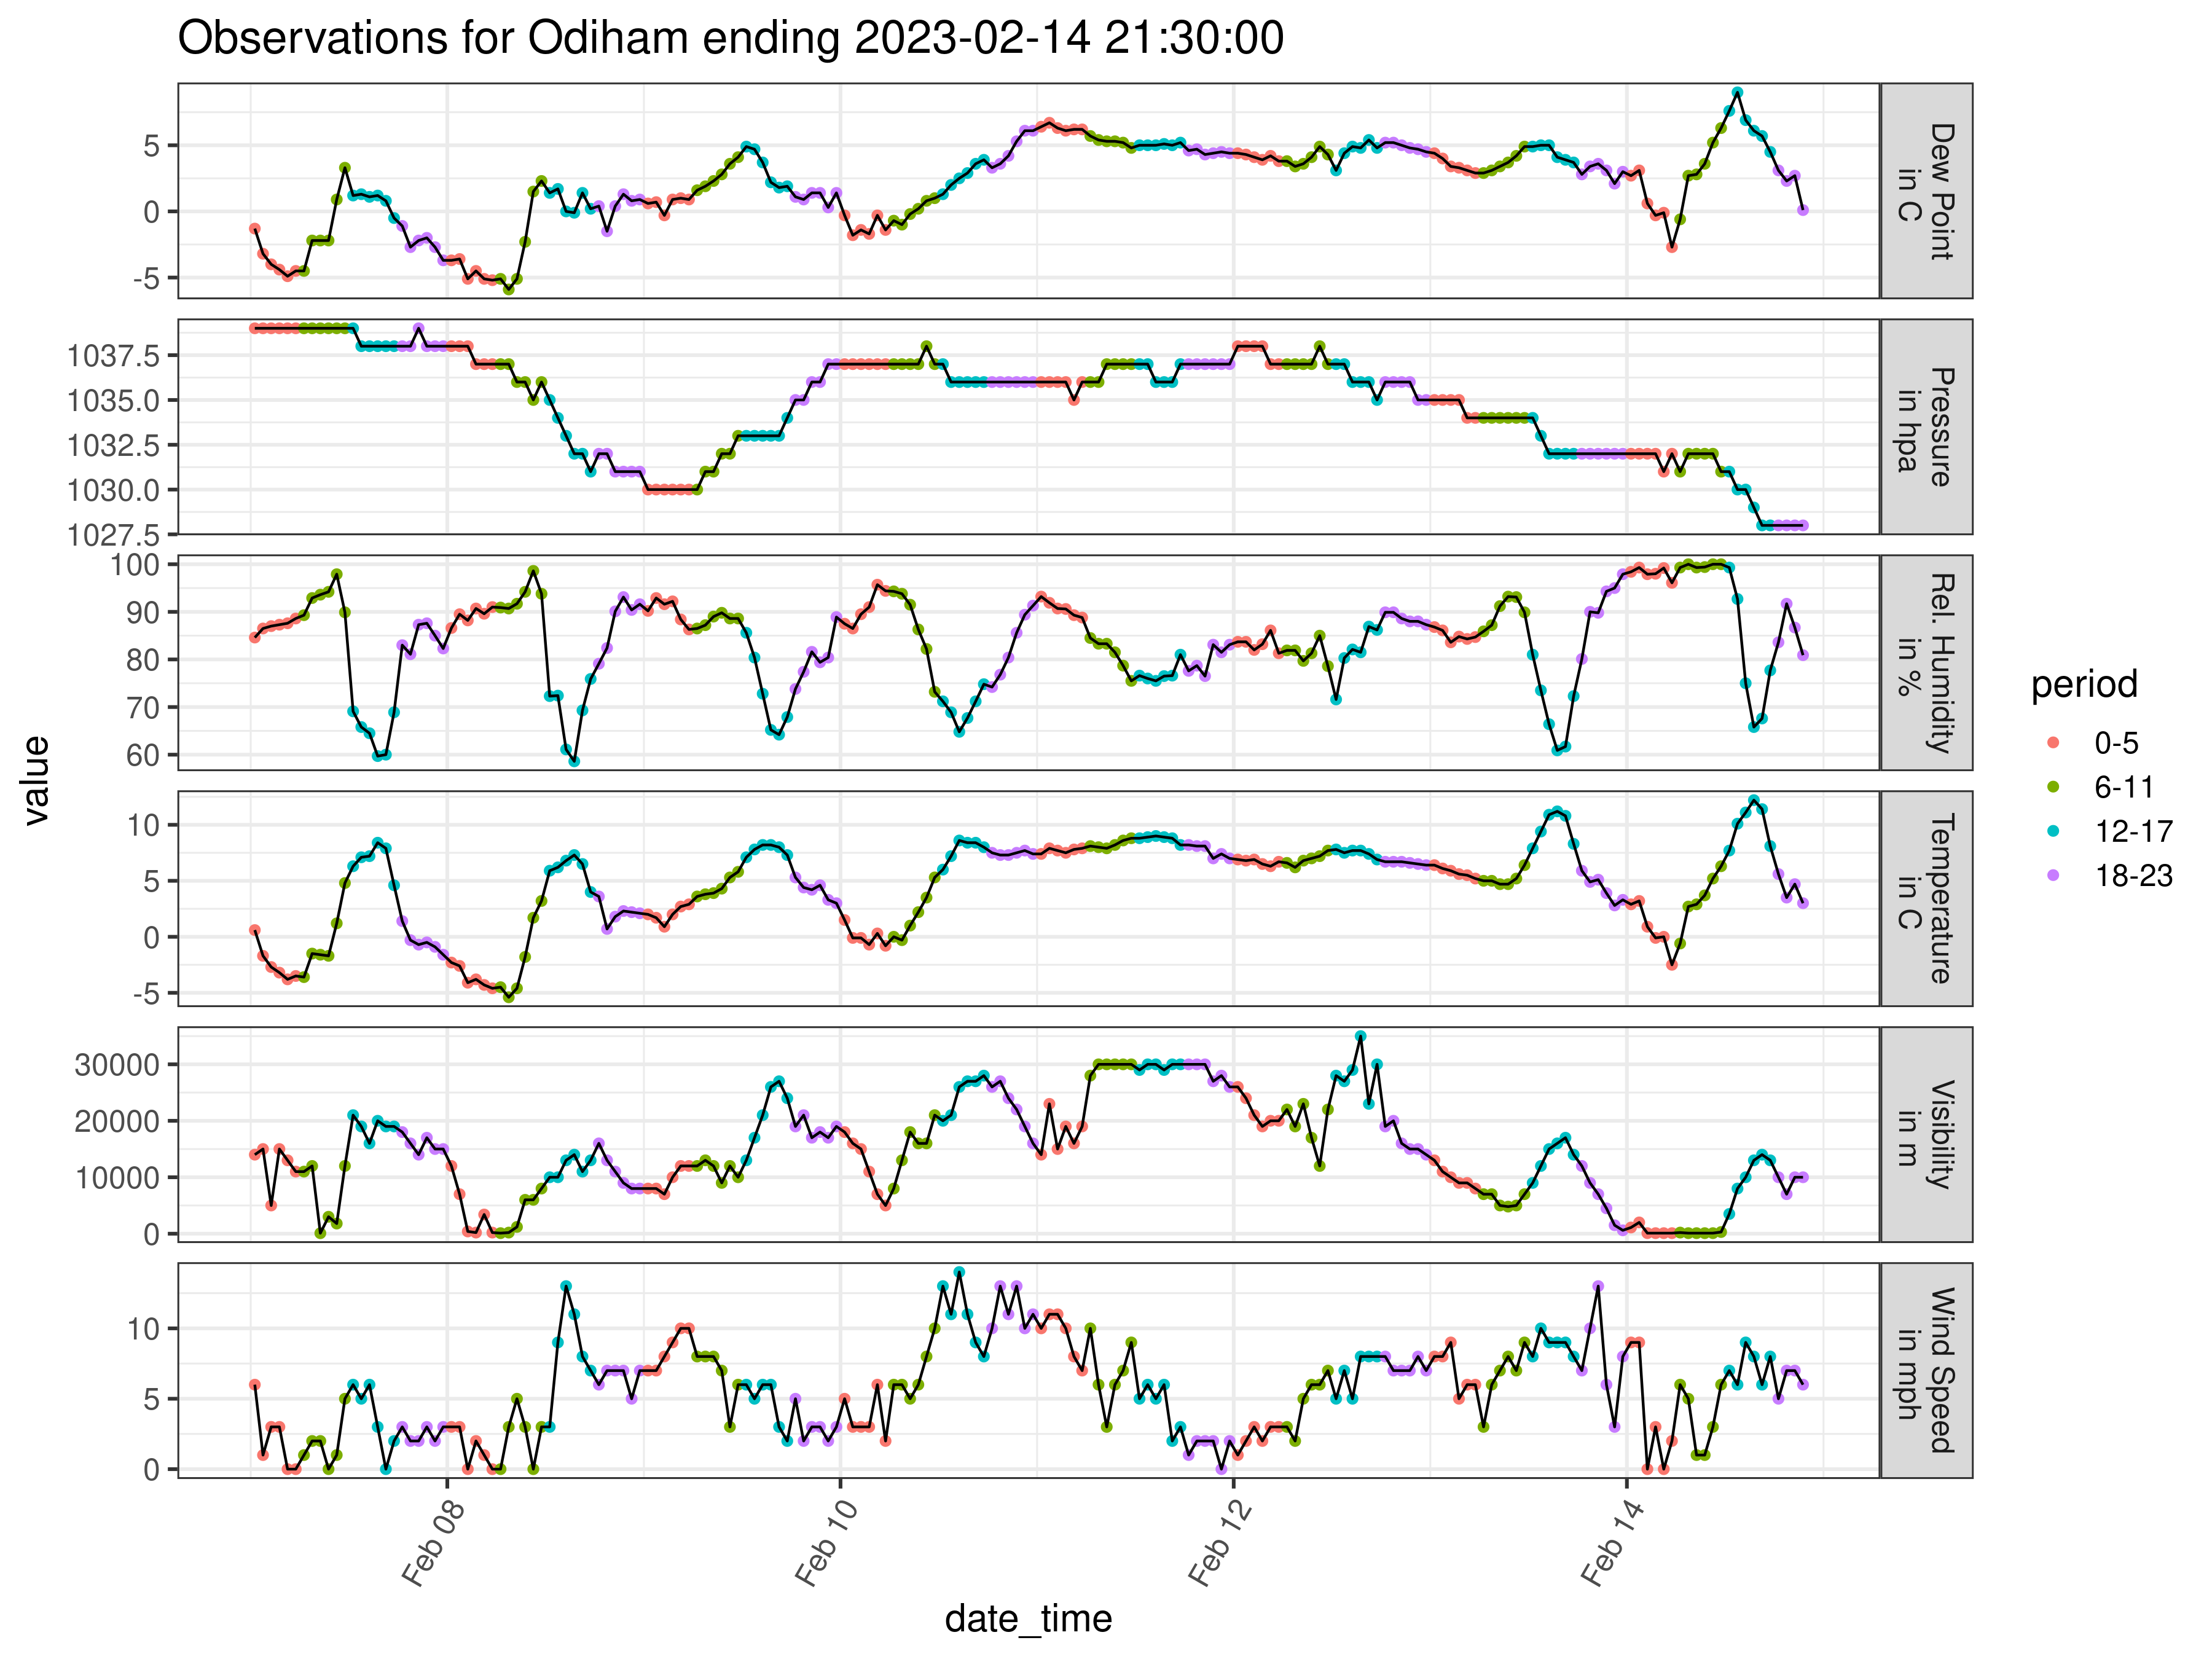 Observations for Odiham ending 2023-02-14 21:30:00
value
5
0
-5
Dew Point
in C
1037.5
1035.0
1032.5
1030.0
1027.5
Pressure
in hpa
100
90
80
70
60
Rel. Humidity
in %
10
5
0
-5
Temperature
in C
30000
20000
10000
0
Visibility
in m
10
5
0
Wind Speed
in mph
Feb 08
Feb 10
Feb 12
Feb 14
date_time
period
0-5
6-11
12-17
18-23